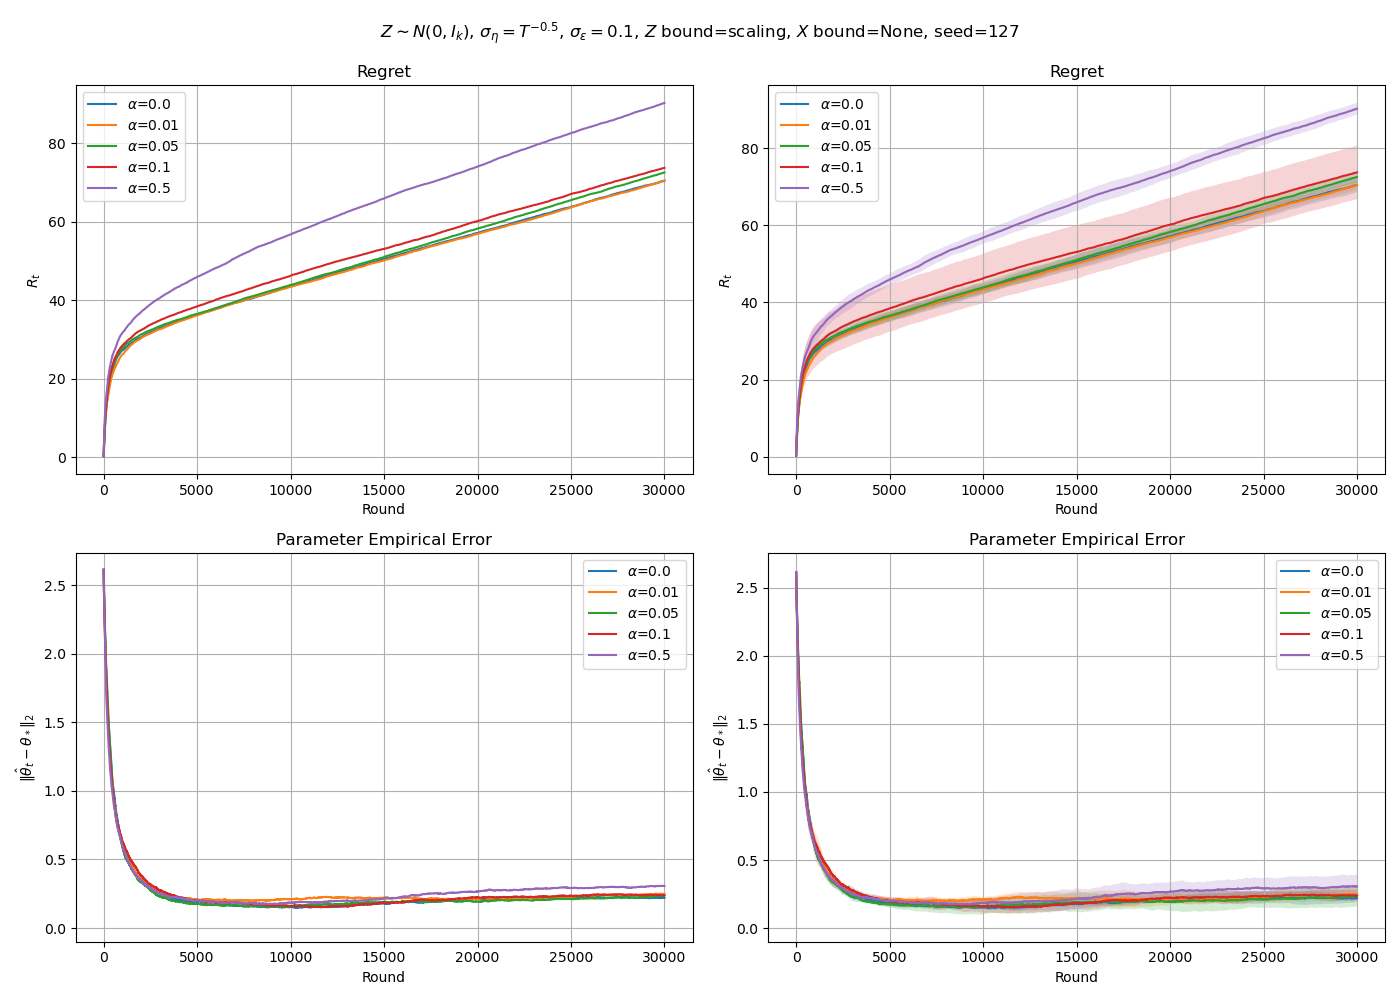 Z ∼ N(0, I_k), σ_η = T^{−0.5}, σ_ε = 0.1, Z bound=scaling, X bound=None, seed=127
Regret
α=0.0
α=0.01
α=0.05
α=0.1
α=0.5
80
60
40
20
0
R_t
0 5000 10000 15000 20000 25000 30000
Round
Regret
α=0.0
α=0.01
α=0.05
α=0.1
α=0.5
80
60
40
20
0
R_t
0 5000 10000 15000 20000 25000 30000
Round
Parameter Empirical Error
α=0.0
α=0.01
α=0.05
α=0.1
α=0.5
2.5
2.0
1.5
1.0
0.5
0.0
‖θ̂_t − θ_*‖_2
0 5000 10000 15000 20000 25000 30000
Round
Parameter Empirical Error
α=0.0
α=0.01
α=0.05
α=0.1
α=0.5
2.5
2.0
1.5
1.0
0.5
0.0
‖θ̂_t − θ_*‖_2
0 5000 10000 15000 20000 25000 30000
Round